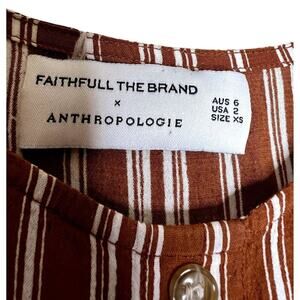 FAITHFULL THE BRAND
×
ANTHROPOLOGIE
AUS 6
USA 2
SIZE XS